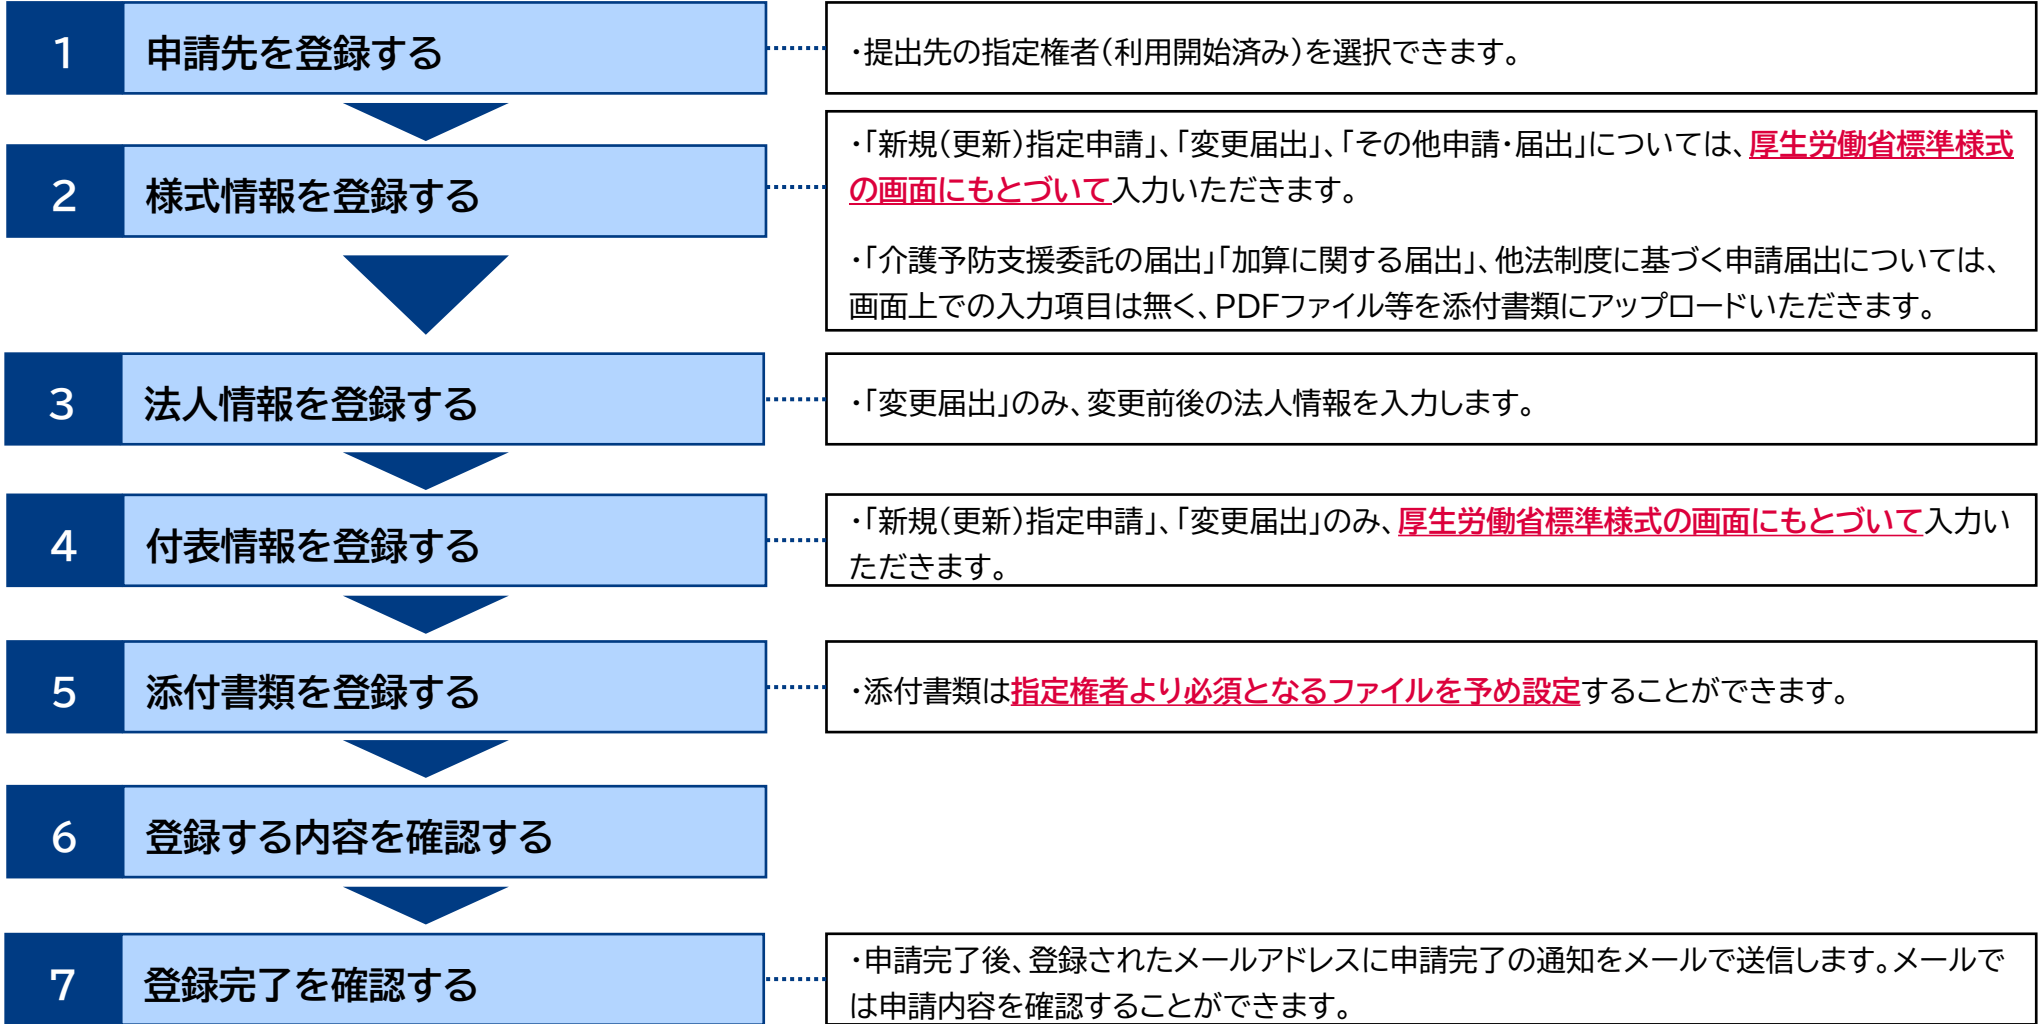 1 申請先を登録する
・提出先の指定権者(利用開始済み)を選択できます。
2 様式情報を登録する
・「新規(更新)指定申請」、「変更届出」、「その他申請・届出」については、厚生労働省標準様式
の画面にもとづいて入力いただきます。
・「介護予防支援委託の届出」「加算に関する届出」、他法制度に基づく申請届出については、
画面上での入力項目は無く、PDFファイル等を添付書類にアップロードいただきます。
3 法人情報を登録する
・「変更届出」のみ、変更前後の法人情報を入力します。
4 付表情報を登録する
・「新規(更新)指定申請」、「変更届出」のみ、厚生労働省標準様式の画面にもとづいて入力い
ただきます。
5 添付書類を登録する
・添付書類は指定権者より必須となるファイルを予め設定することができます。
6 登録する内容を確認する
7 登録完了を確認する
・申請完了後、登録されたメールアドレスに申請完了の通知をメールで送信します。メールで
は申請内容を確認することができます。